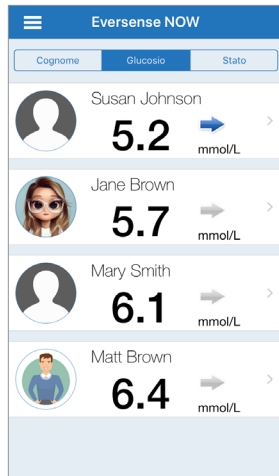 Eversense NOW
Cognome Glucosio Stato
Susan Johnson
5.2
mmol/L
Jane Brown
5.7
mmol/L
Mary Smith
6.1
mmol/L
Matt Brown
6.4
mmol/L